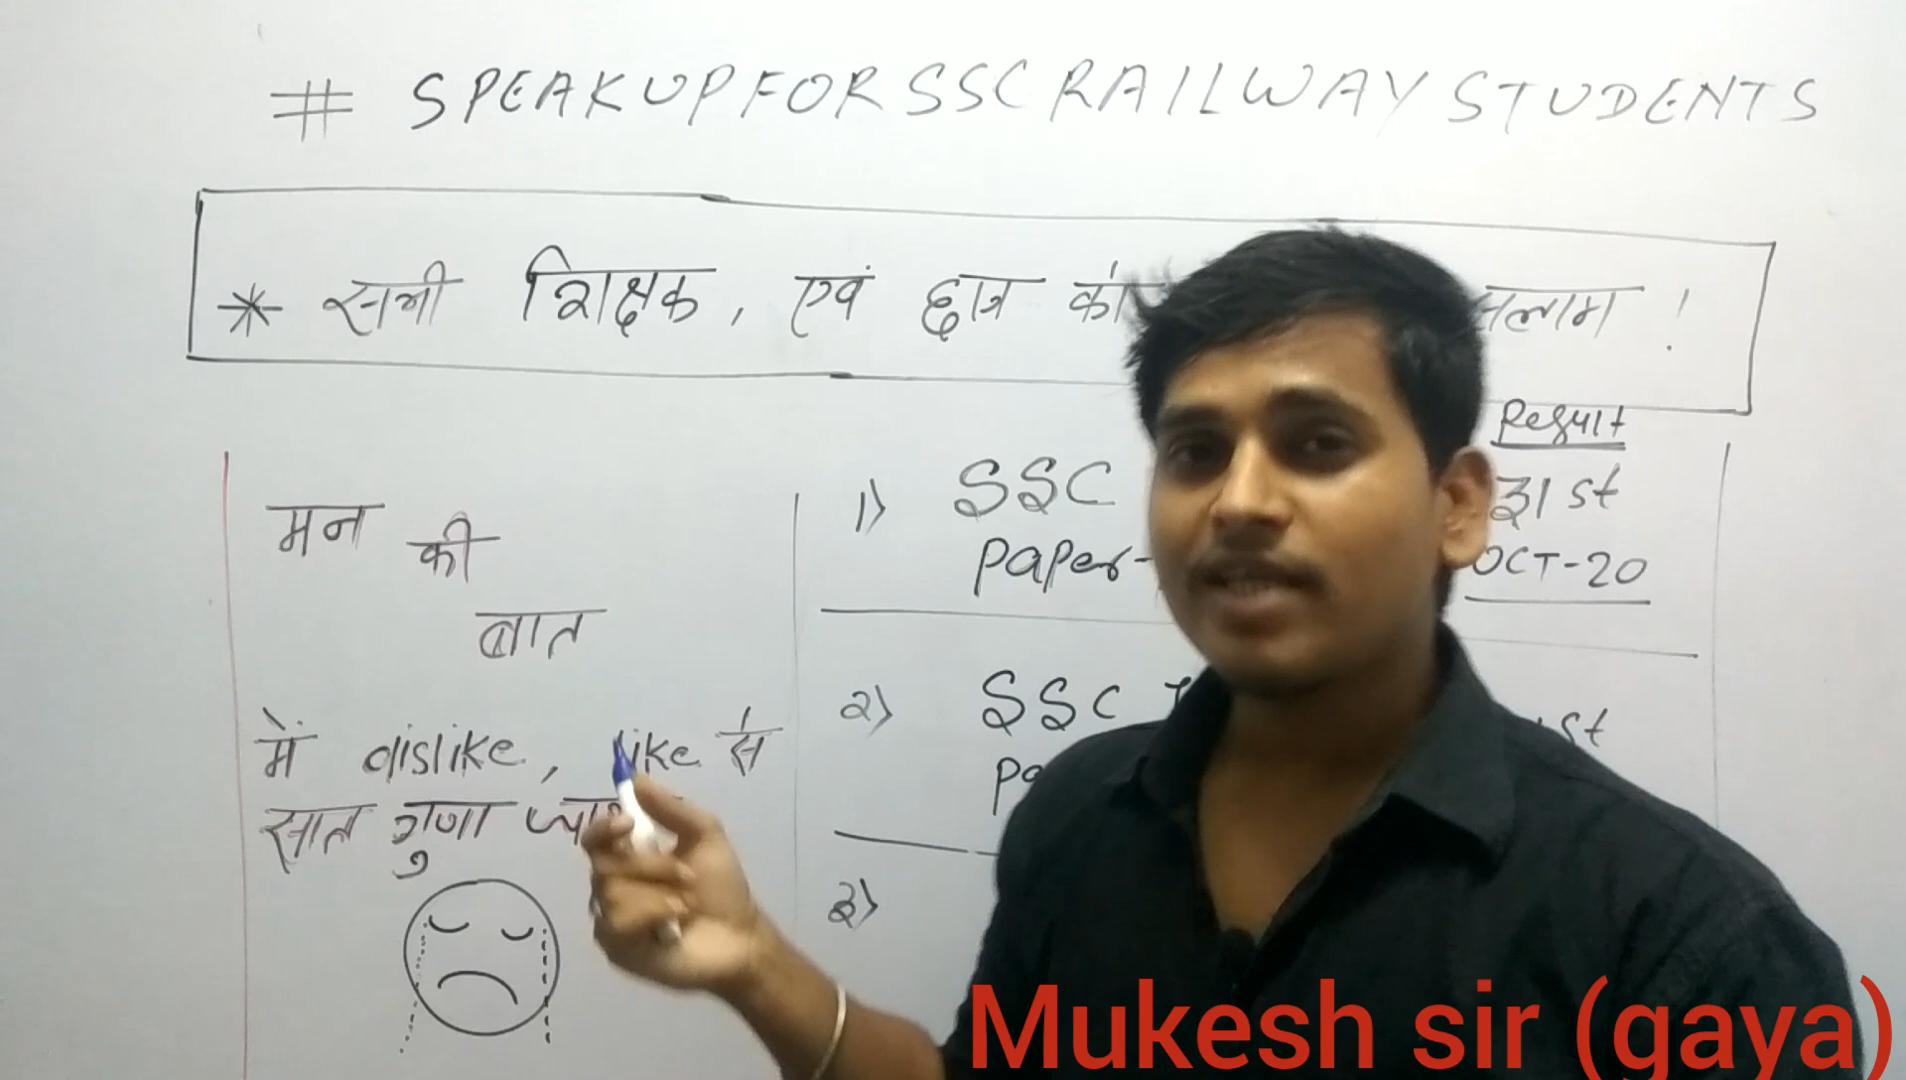 # SPEAKUPFORSSCRAILWAYSTUDENTS
* सभी शिक्षक, एवं छात्र को सलाम !
मन
की
बात
में dislike, like से
सात गुणा
Result
1) SSC 31st
Paper- OCT-20
2) SSC st
3)
Mukesh sir (gaya)